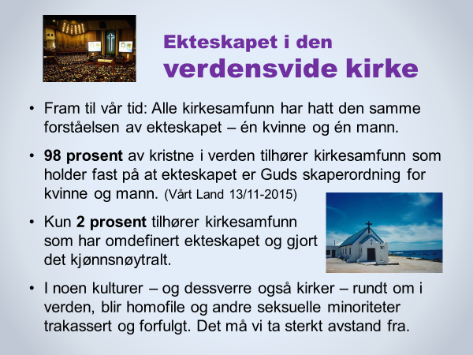 Ekteskapet i den
verdensvide kirke
• Fram til vår tid: Alle kirkesamfunn har hatt den samme
forståelsen av ekteskapet – én kvinne og én mann.
• 98 prosent av kristne i verden tilhører kirkesamfunn som
holder fast på at ekteskapet er Guds skaperordning for
kvinne og mann. (Vårt Land 13/11-2015)
• Kun 2 prosent tilhører kirkesamfunn
som har omdefinert ekteskapet og gjort
det kjønnsnøytralt.
• I noen kulturer – og dessverre også kirker – rundt om i
verden, blir homofile og andre seksuelle minoriteter
trakassert og forfulgt. Det må vi ta sterkt avstand fra.